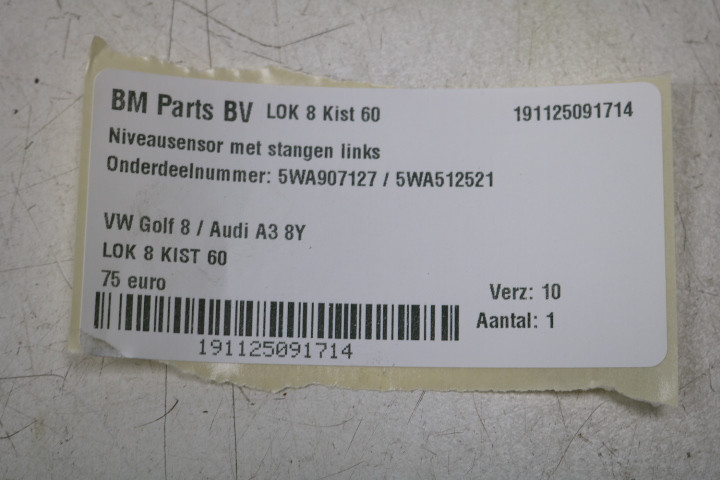 BM Parts BV LOK 8 Kist 60 191125091714
Niveausensor met stangen links
Onderdeelnummer: 5WA907127 / 5WA512521
VW Golf 8 / Audi A3 8Y
LOK 8 KIST 60
75 euro
Verz: 10
Aantal: 1
191125091714